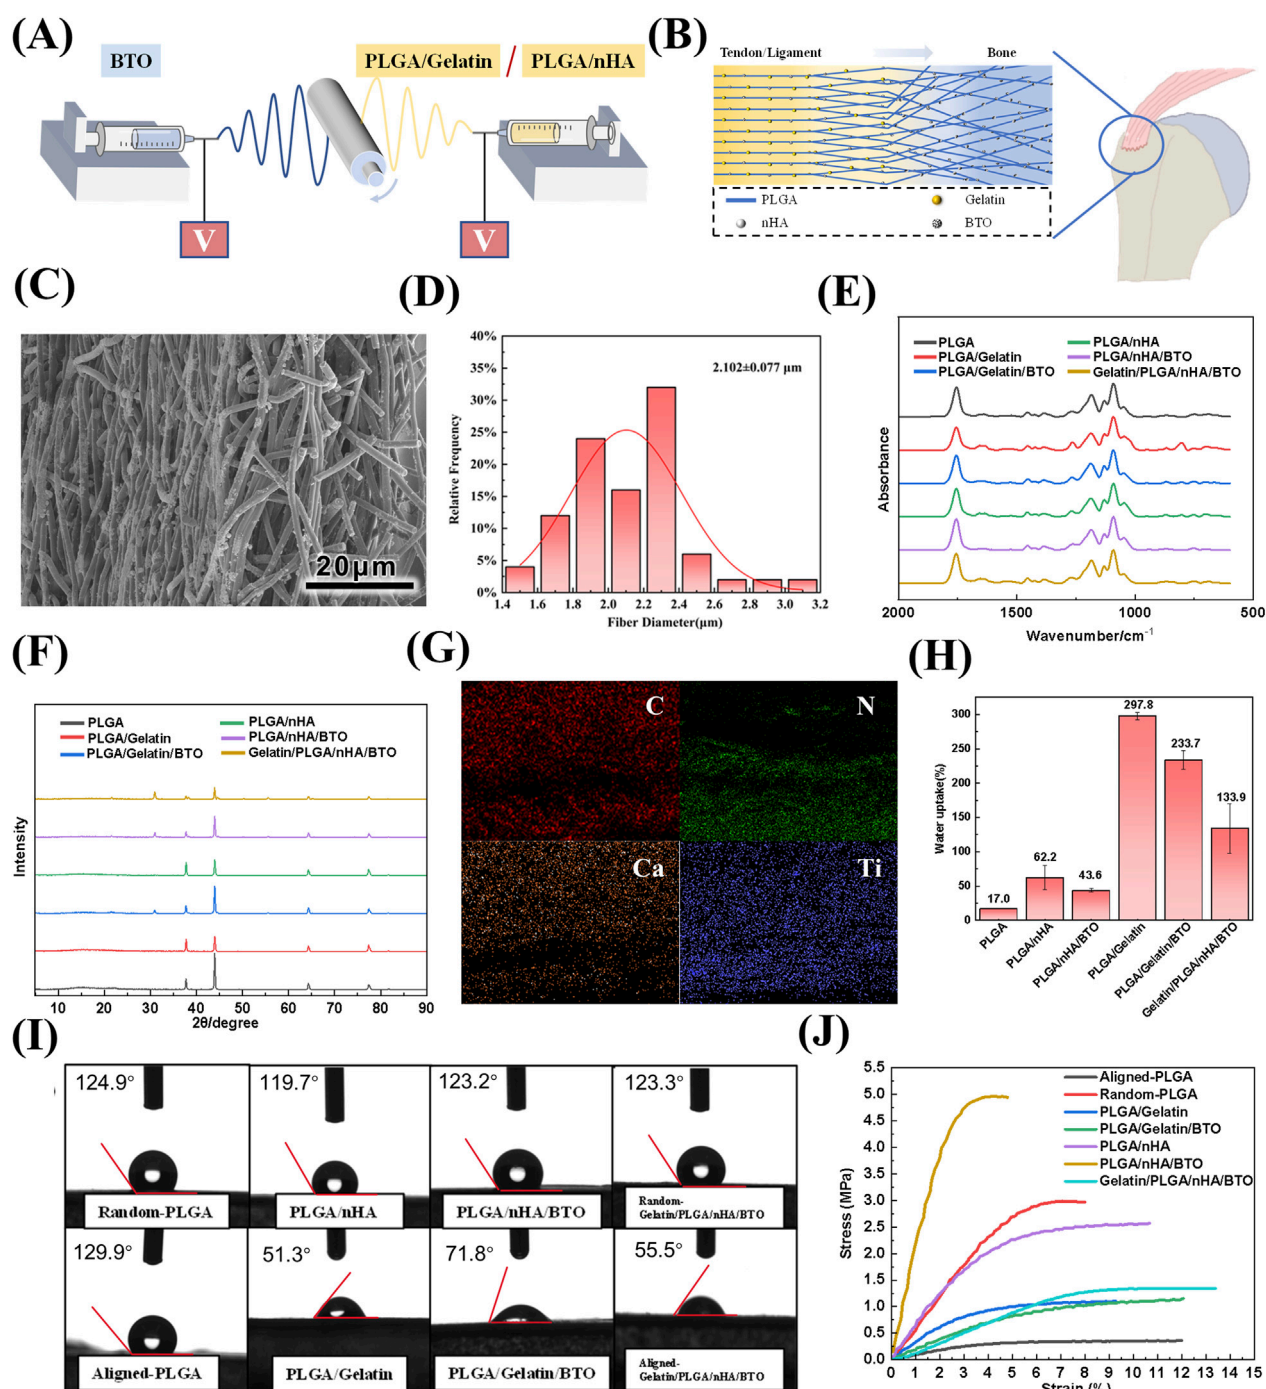 (A)
BTO
PLGA/Gelatin / PLGA/nHA
V
V
(B)
Tendon/Ligament
Bone
PLGA
Gelatin
nHA
BTO
(C)
20μm
(D)
40%
35%
30%
25%
20%
15%
10%
5%
0%
Relative Frequency
2.102±0.077 μm
1.4 1.6 1.8 2.0 2.2 2.4 2.6 2.8 3.0 3.2
Fiber Diameter(μm)
(E)
PLGA
PLGA/Gelatin
PLGA/Gelatin/BTO
PLGA/nHA
PLGA/nHA/BTO
Gelatin/PLGA/nHA/BTO
Absorbance
2000 1500 1000 500
Wavenumber/cm⁻¹
(F)
PLGA
PLGA/Gelatin
PLGA/Gelatin/BTO
PLGA/nHA
PLGA/nHA/BTO
Gelatin/PLGA/nHA/BTO
Intensity
10 20 30 40 50 60 70 80 90
2θ/degree
(G)
C
N
Ca
Ti
(H)
300
250
200
150
100
50
0
Water uptake(%)
17.0
62.2
43.6
297.8
233.7
133.9
PLGA
PLGA/nHA
PLGA/nHA/BTO
PLGA/Gelatin
PLGA/Gelatin/BTO
Gelatin/PLGA/nHA/BTO
(I)
124.9°
Random-PLGA
119.7°
PLGA/nHA
123.2°
PLGA/nHA/BTO
123.3°
Random-
Gelatin/PLGA/nHA/BTO
129.9°
Aligned-PLGA
51.3°
PLGA/Gelatin
71.8°
PLGA/Gelatin/BTO
55.5°
Aligned-
Gelatin/PLGA/nHA/BTO
(J)
5.5
5.0
4.5
4.0
3.5
3.0
2.5
2.0
1.5
1.0
0.5
0.0
Stress (MPa)
Aligned-PLGA
Random-PLGA
PLGA/Gelatin
PLGA/Gelatin/BTO
PLGA/nHA
PLGA/nHA/BTO
Gelatin/PLGA/nHA/BTO
0 1 2 3 4 5 6 7 8 9 10 11 12 13 14 15
Strain (%)